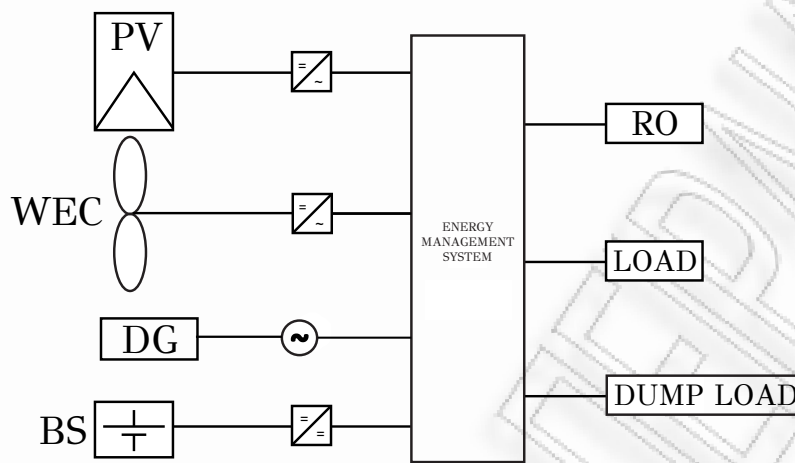 PV
=
~
WEC
=
~
ENERGY
MANAGEMENT
SYSTEM
DG
~
BS
=
=
RO
LOAD
DUMP LOAD